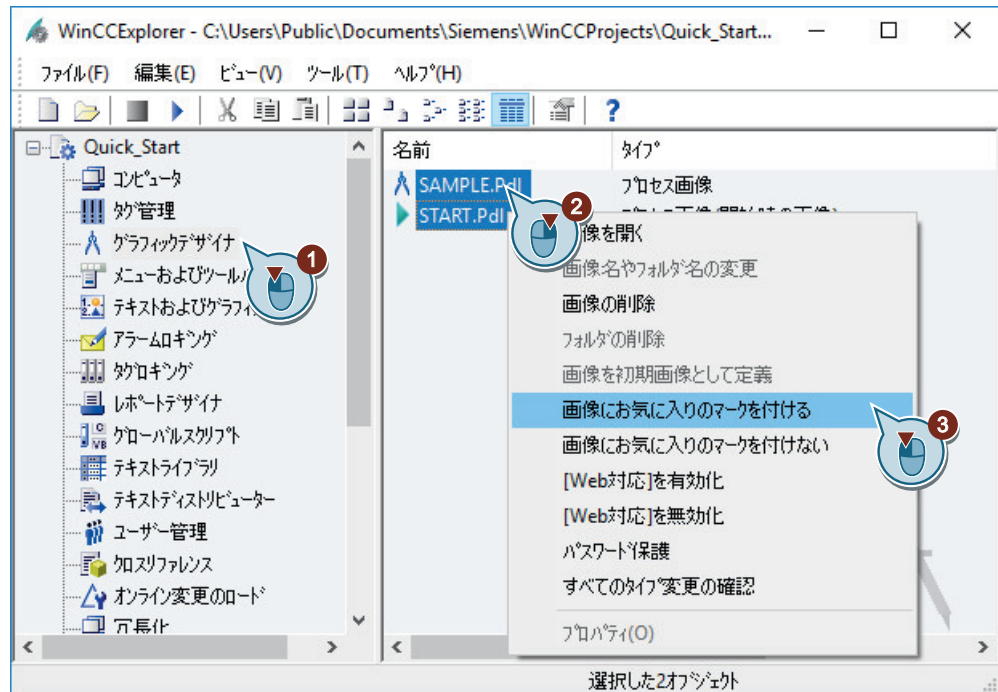 WinCCExplorer - C:\Users\Public\Documents\Siemens\WinCCProjects\Quick_Start...
ファイル(F) 編集(E) ビュー(V) ツール(T) ヘルプ(H)
Quick_Start
コンピュータ
タグ管理
グラフィックデザイナ
1
メニューおよびツール
テキストおよびグラフィ
アラームロギング
タグロギング
レポートデザイナ
グローバルスクリプト
テキストライブラリ
テキストディストリビューター
ユーザー管理
クロスリファレンス
オンライン変更のロード
冗長化
名前 タイプ
SAMPLE.Pdl プロセス画像
START.Pdl
2
像を開く
画像名やフォルダ名の変更
画像の削除
フォルダの削除
画像を初期画像として定義
画像にお気に入りのマークを付ける
3
画像にお気に入りのマークを付けない
[Web対応]を有効化
[Web対応]を無効化
パスワード保護
すべてのタイプ変更の確認
プロパティ(O)
選択した2オブジェクト